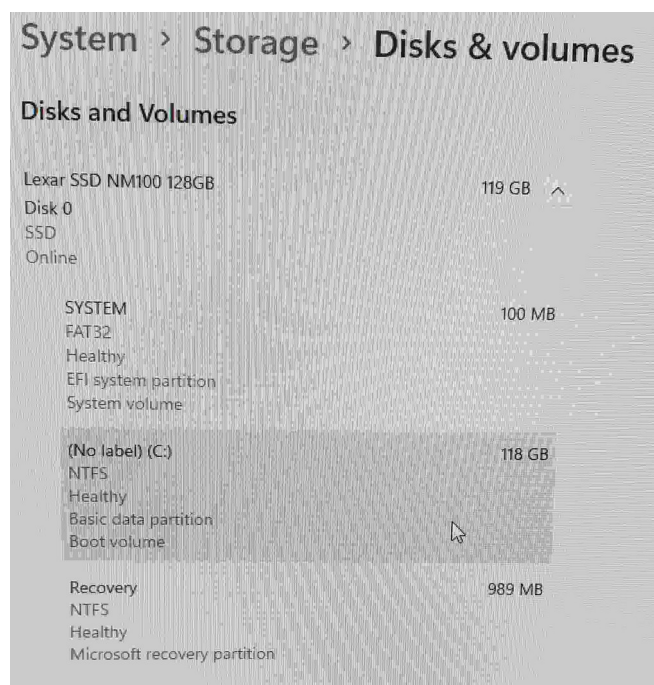 System > Storage > Disks & volumes
Disks and Volumes
Lexar SSD NM100 128GB 119 GB
Disk 0
SSD
Online
SYSTEM 100 MB
FAT32
Healthy
EFI system partition
System volume
(No label) (C:) 118 GB
NTFS
Healthy
Basic data partition
Boot volume
Recovery 989 MB
NTFS
Healthy
Microsoft recovery partition